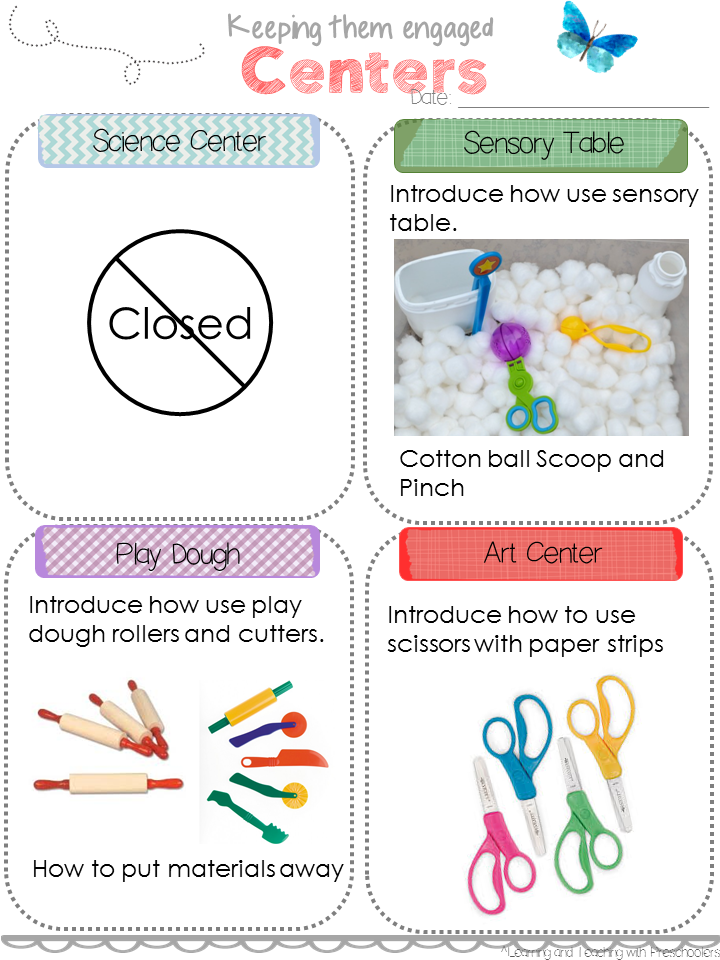 Keeping them engaged
Centers
Date:
Science Center
Closed
Sensory Table
Introduce how use sensory
table.
Cotton ball Scoop and
Pinch
Play Dough
Introduce how use play
dough rollers and cutters.
How to put materials away
Art Center
Introduce how to use
scissors with paper strips
^Learning and Teaching with Preschoolers